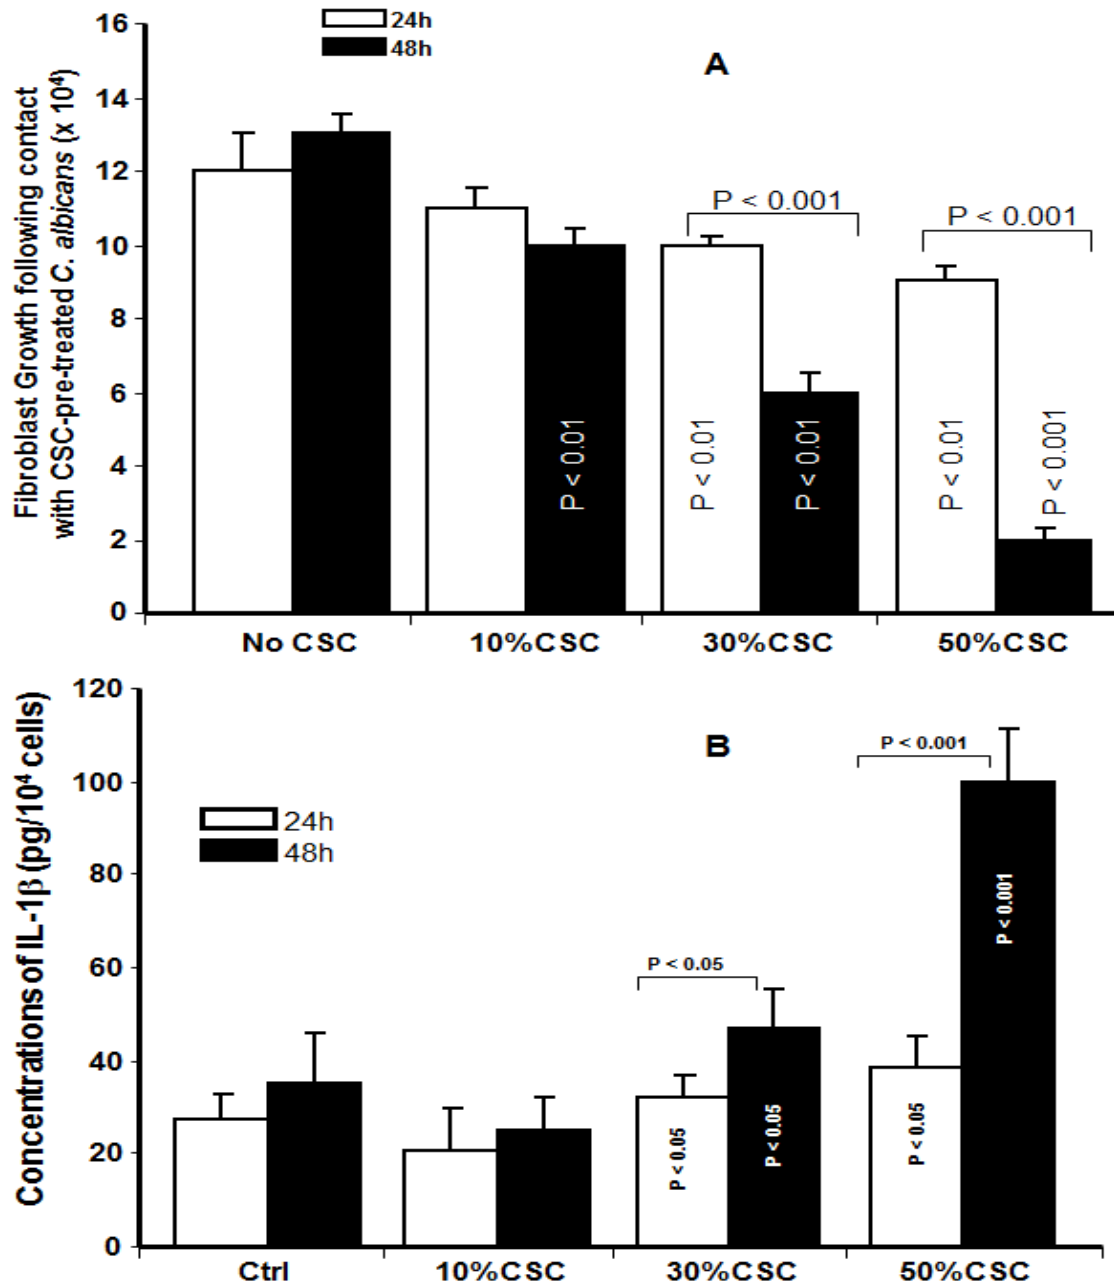 24h
48h
A
16
14
12
10
8
6
4
2
0
Fibroblast Growth following contact
with CSC-pre-treated C. albicans (x 10⁴)
P < 0.001
P < 0.001
P < 0.01
P < 0.01
P < 0.01
P < 0.01
P < 0.001
No CSC
10%CSC
30%CSC
50%CSC
B
120
100
80
60
40
20
0
Concentrations of IL-1β (pg/10⁴ cells)
24h
48h
P < 0.001
P < 0.05
P < 0.05
P < 0.05
P < 0.05
P < 0.001
Ctrl
10%CSC
30%CSC
50%CSC